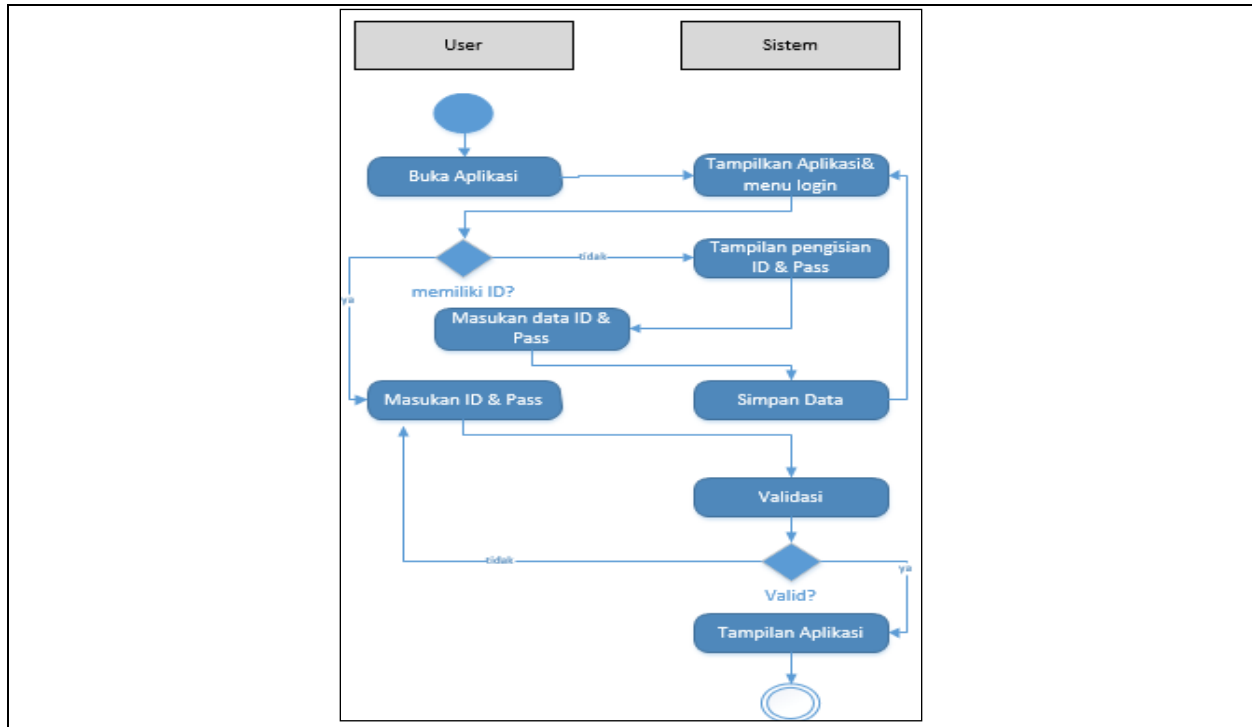 User
Sistem
Buka Aplikasi
Tampilkan Aplikasi&
menu login
tidak
Tampilan pengisian
ID & Pass
memiliki ID?
ya
Masukan data ID &
Pass
Masukan ID & Pass
Simpan Data
Validasi
tidak
ya
Valid?
Tampilan Aplikasi